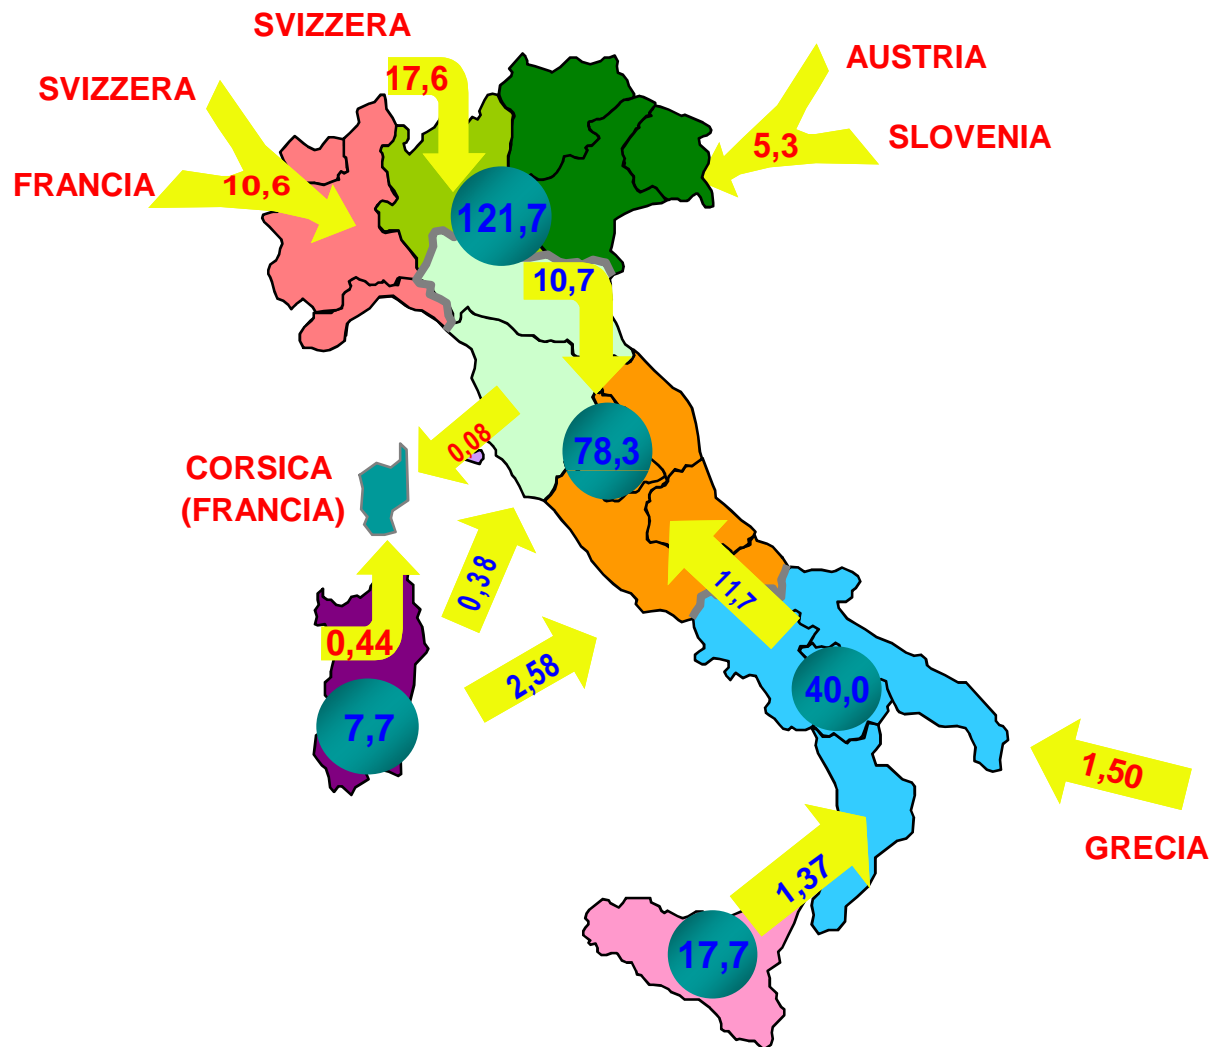 SVIZZERA
17,6
AUSTRIA
SVIZZERA
SLOVENIA
5,3
FRANCIA
10,6
121,7
10,7
0,08
78,3
CORSICA
(FRANCIA)
0,38
11,7
0,44
2,58
40,0
7,7
1,50
GRECIA
1,37
17,7